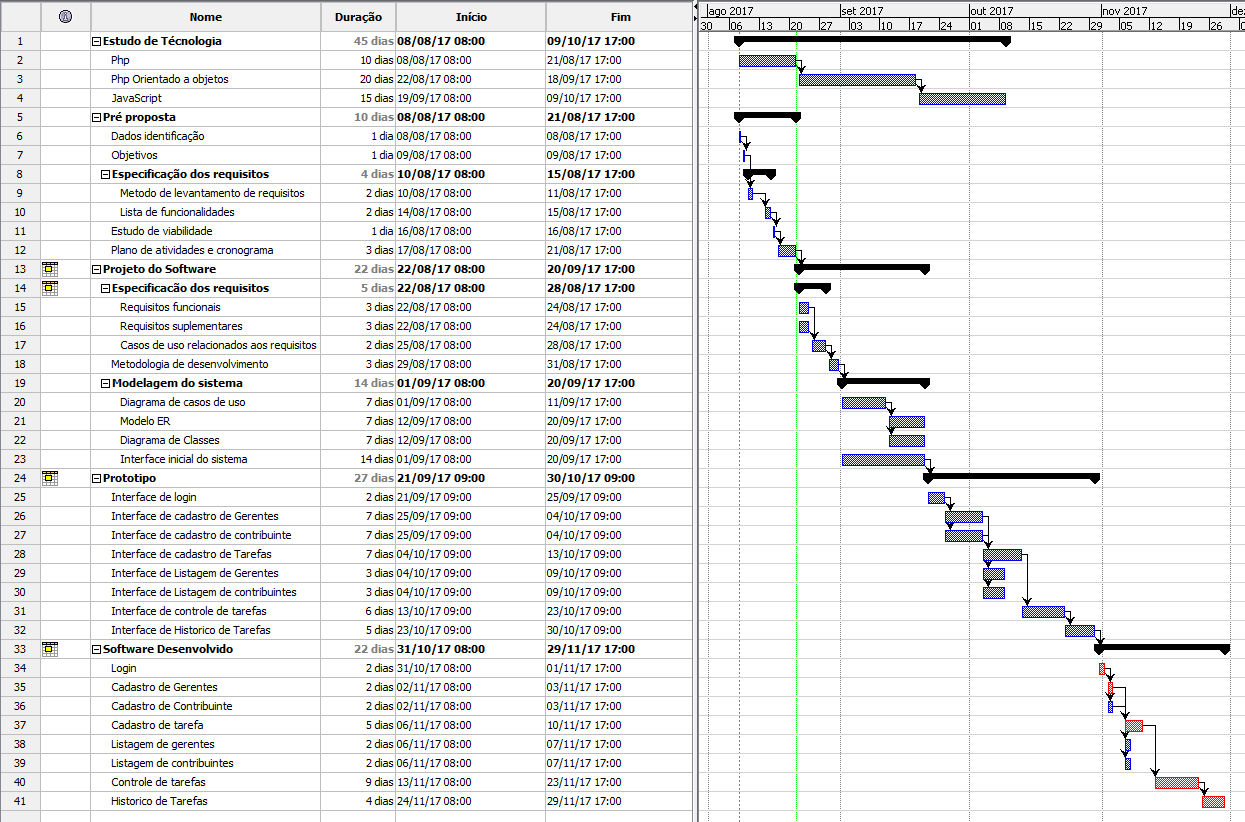 Nome Duração Início Fim
ago 2017 set 2017 out 2017 nov 2017 de
30 06 13 20 27 03 10 17 24 01 08 15 22 29 05 12 19 26 0
1 Estudo de Técnologia 45 dias 08/08/17 08:00 09/10/17 17:00
2 Php 10 dias 08/08/17 08:00 21/08/17 17:00
3 Php Orientado a objetos 20 dias 22/08/17 08:00 18/09/17 17:00
4 JavaScript 15 dias 19/09/17 08:00 09/10/17 17:00
5 Pré proposta 10 dias 08/08/17 08:00 21/08/17 17:00
6 Dados identificação 1 dia 08/08/17 08:00 08/08/17 17:00
7 Objetivos 1 dia 09/08/17 08:00 09/08/17 17:00
8 Especificação dos requisitos 4 dias 10/08/17 08:00 15/08/17 17:00
9 Metodo de levantamento de requisitos 2 dias 10/08/17 08:00 11/08/17 17:00
10 Lista de funcionalidades 2 dias 14/08/17 08:00 15/08/17 17:00
11 Estudo de viabilidade 1 dia 16/08/17 08:00 16/08/17 17:00
12 Plano de atividades e cronograma 3 dias 17/08/17 08:00 21/08/17 17:00
13 Projeto do Software 22 dias 22/08/17 08:00 20/09/17 17:00
14 Especificacão dos requisitos 5 dias 22/08/17 08:00 28/08/17 17:00
15 Requisitos funcionais 3 dias 22/08/17 08:00 24/08/17 17:00
16 Requisitos suplementares 3 dias 22/08/17 08:00 24/08/17 17:00
17 Casos de uso relacionados aos requisitos 2 dias 25/08/17 08:00 28/08/17 17:00
18 Metodologia de desenvolvimento 3 dias 29/08/17 08:00 31/08/17 17:00
19 Modelagem do sistema 14 dias 01/09/17 08:00 20/09/17 17:00
20 Diagrama de casos de uso 7 dias 01/09/17 08:00 11/09/17 17:00
21 Modelo ER 7 dias 12/09/17 08:00 20/09/17 17:00
22 Diagrama de Classes 7 dias 12/09/17 08:00 20/09/17 17:00
23 Interface inicial do sistema 14 dias 01/09/17 08:00 20/09/17 17:00
24 Prototipo 27 dias 21/09/17 09:00 30/10/17 09:00
25 Interface de login 2 dias 21/09/17 09:00 25/09/17 09:00
26 Interface de cadastro de Gerentes 7 dias 25/09/17 09:00 04/10/17 09:00
27 Interface de cadastro de contribuinte 7 dias 25/09/17 09:00 04/10/17 09:00
28 Interface de cadastro de Tarefas 7 dias 04/10/17 09:00 13/10/17 09:00
29 Interface de Listagem de Gerentes 3 dias 04/10/17 09:00 09/10/17 09:00
30 Interface de Listagem de contribuintes 3 dias 04/10/17 09:00 09/10/17 09:00
31 Interface de controle de tarefas 6 dias 13/10/17 09:00 23/10/17 09:00
32 Interface de Historico de Tarefas 5 dias 23/10/17 09:00 30/10/17 09:00
33 Software Desenvolvido 22 dias 31/10/17 08:00 29/11/17 17:00
34 Login 2 dias 31/10/17 08:00 01/11/17 17:00
35 Cadastro de Gerentes 2 dias 02/11/17 08:00 03/11/17 17:00
36 Cadastro de Contribuinte 2 dias 02/11/17 08:00 03/11/17 17:00
37 Cadastro de tarefa 5 dias 06/11/17 08:00 10/11/17 17:00
38 Listagem de gerentes 2 dias 06/11/17 08:00 07/11/17 17:00
39 Listagem de contribuintes 2 dias 06/11/17 08:00 07/11/17 17:00
40 Controle de tarefas 9 dias 13/11/17 08:00 23/11/17 17:00
41 Historico de Tarefas 4 dias 24/11/17 08:00 29/11/17 17:00